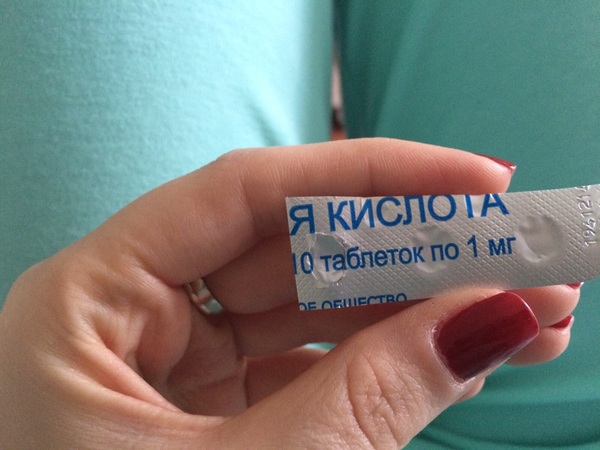 Я КИСЛОТА
10 таблеток по 1 мг
ОЕ ОБЩЕСТВО